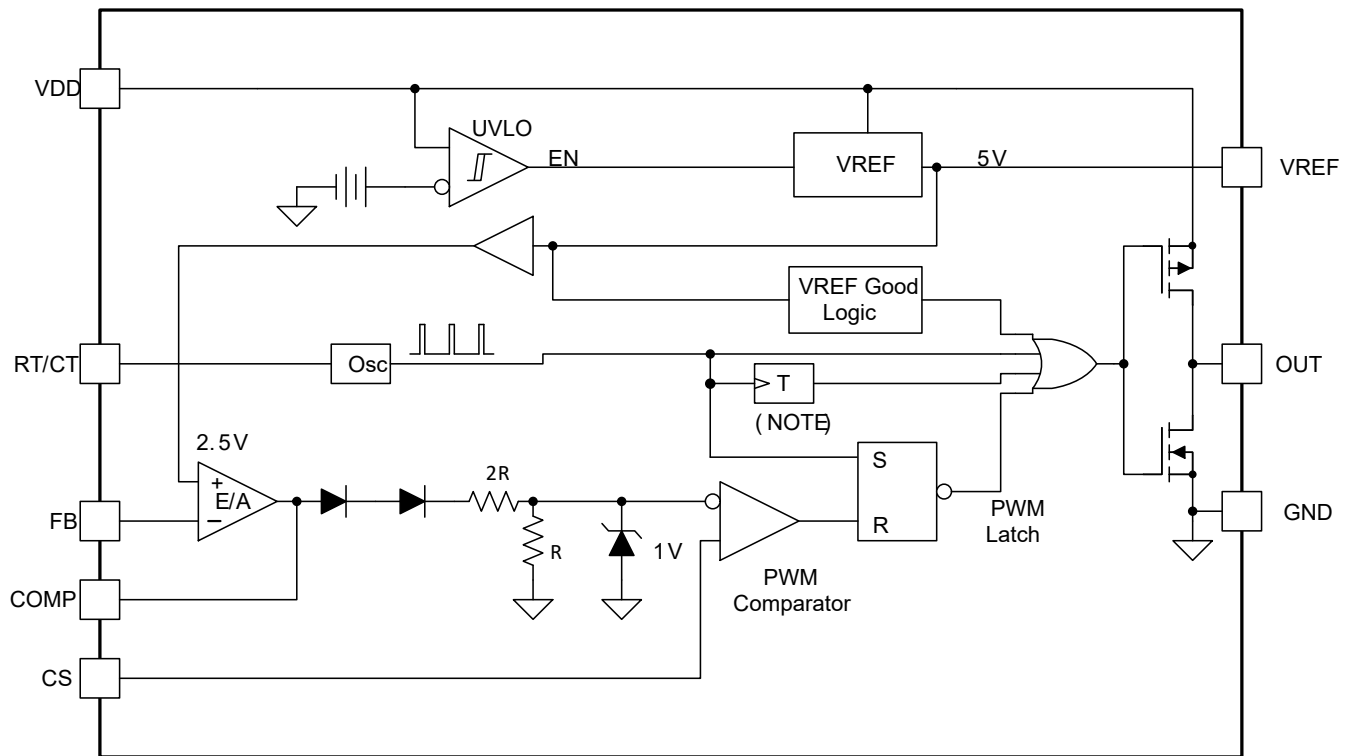 VDD
UVLO
EN
VREF
5V
VREF
VREF Good
Logic
RT/CT
Osc
T
(NOTE)
OUT
2.5V
+
E/A
−
FB
2R
R
1V
S
R
PWM
Latch
GND
COMP
PWM
Comparator
CS